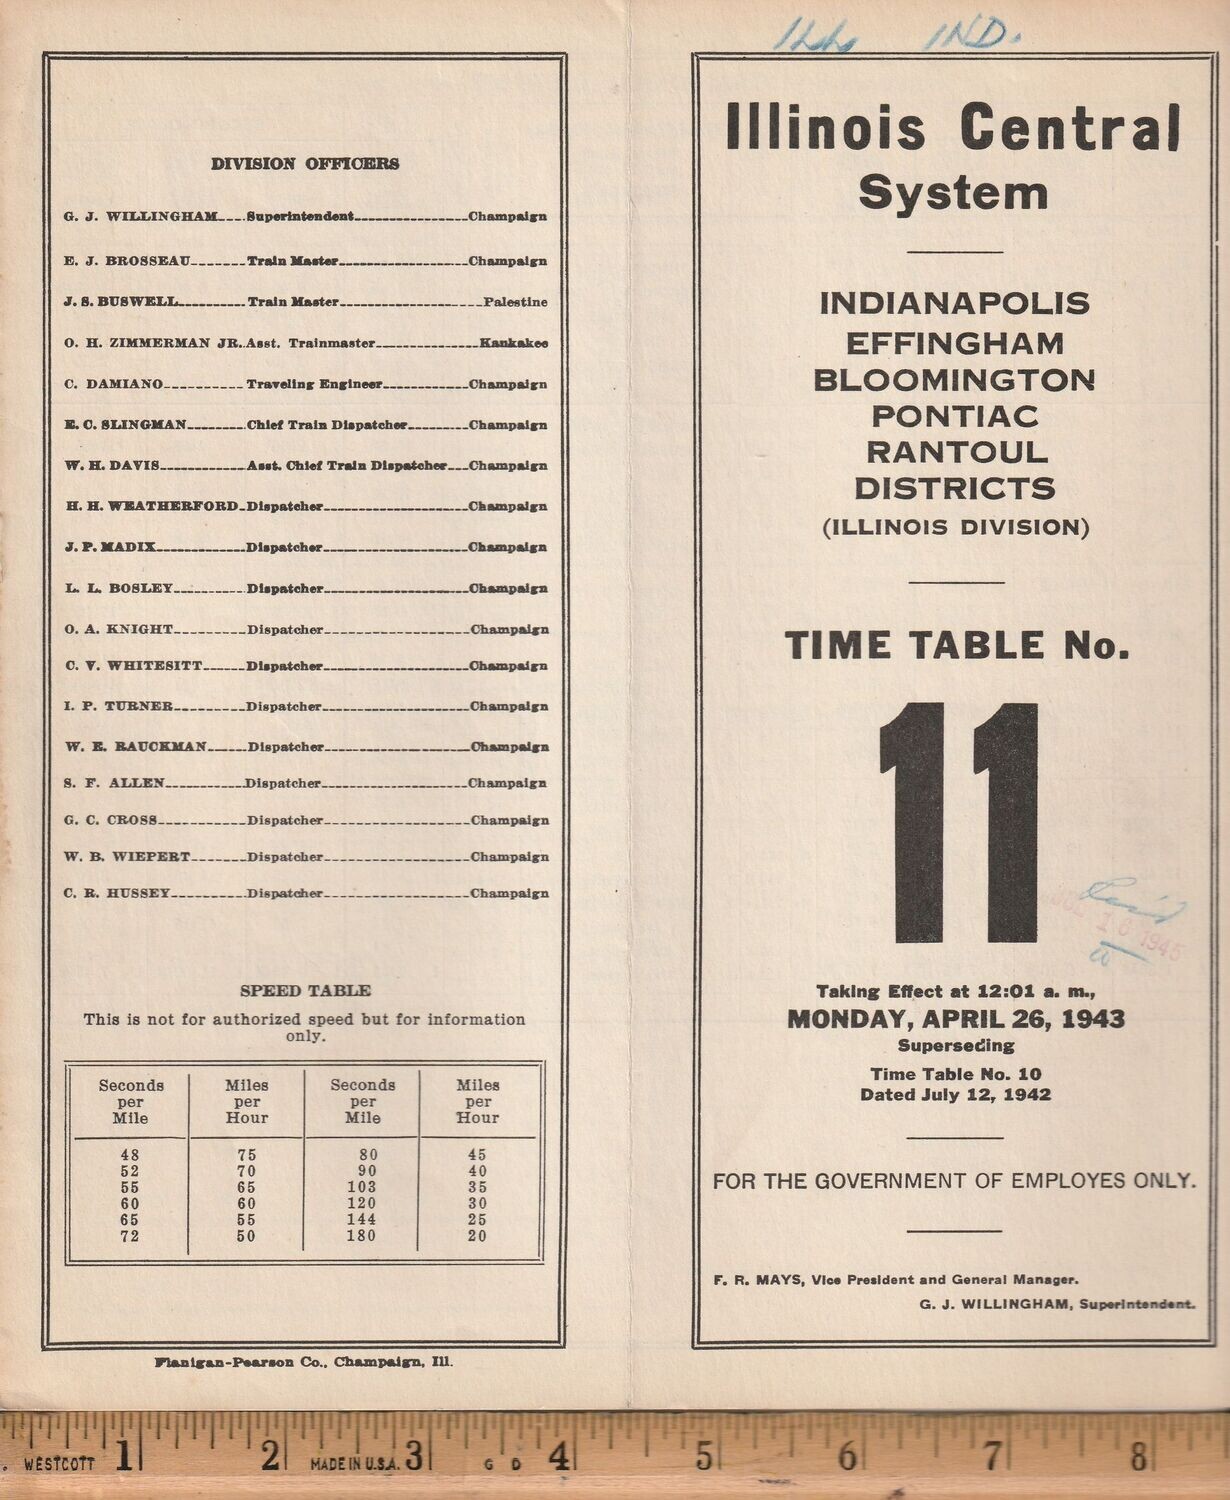 DIVISION OFFICERS
G. J. WILLINGHAM Superintendent Champaign
E. J. BROSSEAU Train Master Champaign
J. S. BUSWELL Train Master Palestine
O. H. ZIMMERMAN JR. Asst. Trainmaster Kankakee
C. DAMIANO Traveling Engineer Champaign
E. C. SLINGMAN Chief Train Dispatcher Champaign
W. H. DAVIS Asst. Chief Train Dispatcher Champaign
H. H. WEATHERFORD Dispatcher Champaign
J. P. MADIX Dispatcher Champaign
L. L. BOSLEY Dispatcher Champaign
O. A. KNIGHT Dispatcher Champaign
C. V. WHITESITT Dispatcher Champaign
I. P. TURNER Dispatcher Champaign
W. E. RAUCKMAN Dispatcher Champaign
S. F. ALLEN Dispatcher Champaign
G. C. CROSS Dispatcher Champaign
W. B. WIEPERT Dispatcher Champaign
C. R. HUSSEY Dispatcher Champaign
SPEED TABLE
This is not for authorized speed but for information
only.
Seconds Miles Seconds Miles
per per per per
Mile Hour Mile Hour
48 75 80 45
52 70 90 40
55 65 103 35
60 60 120 30
65 55 144 25
72 50 180 20
Flanigan-Pearson Co., Champaign, Ill.
IND.
Illinois Central
System
INDIANAPOLIS
EFFINGHAM
BLOOMINGTON
PONTIAC
RANTOUL
DISTRICTS
(ILLINOIS DIVISION)
TIME TABLE No.
11
JUL 16 1945
Taking Effect at 12:01 a. m.,
MONDAY, APRIL 26, 1943
Superseding
Time Table No. 10
Dated July 12, 1942
FOR THE GOVERNMENT OF EMPLOYES ONLY.
F. R. MAYS, Vice President and General Manager.
G. J. WILLINGHAM, Superintendent.
1 2 3 4 5 6 7 8
WESTCOTT MADE IN U.S.A. G D